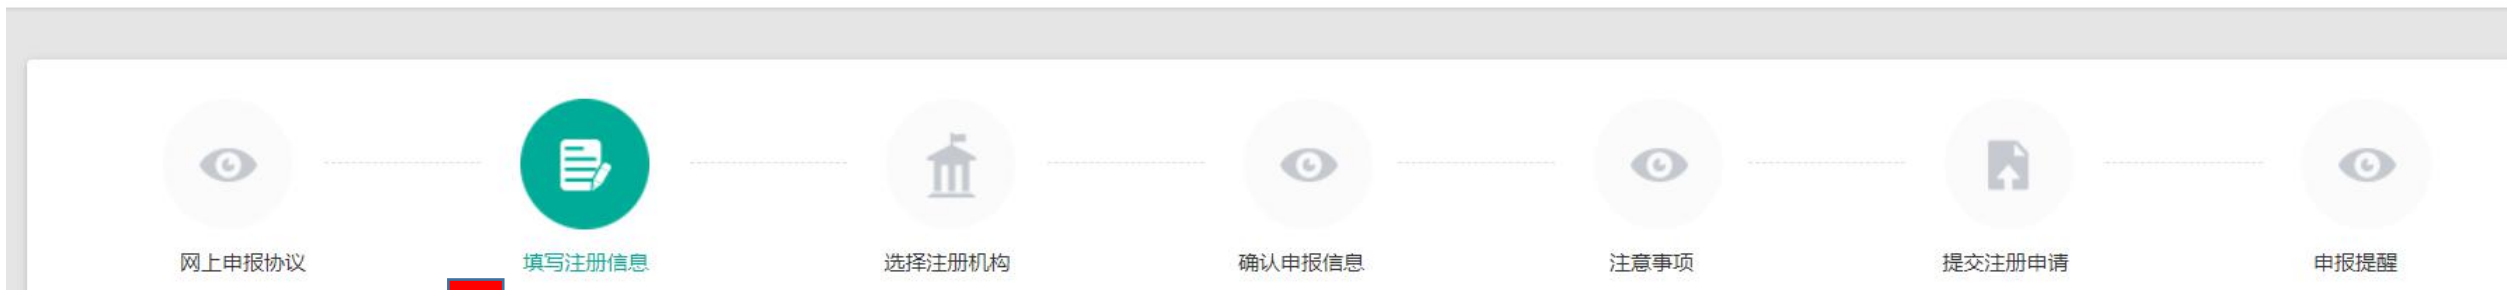 网上申报协议
填写注册信息
选择注册机构
确认申报信息
注意事项
提交注册申请
申报提醒